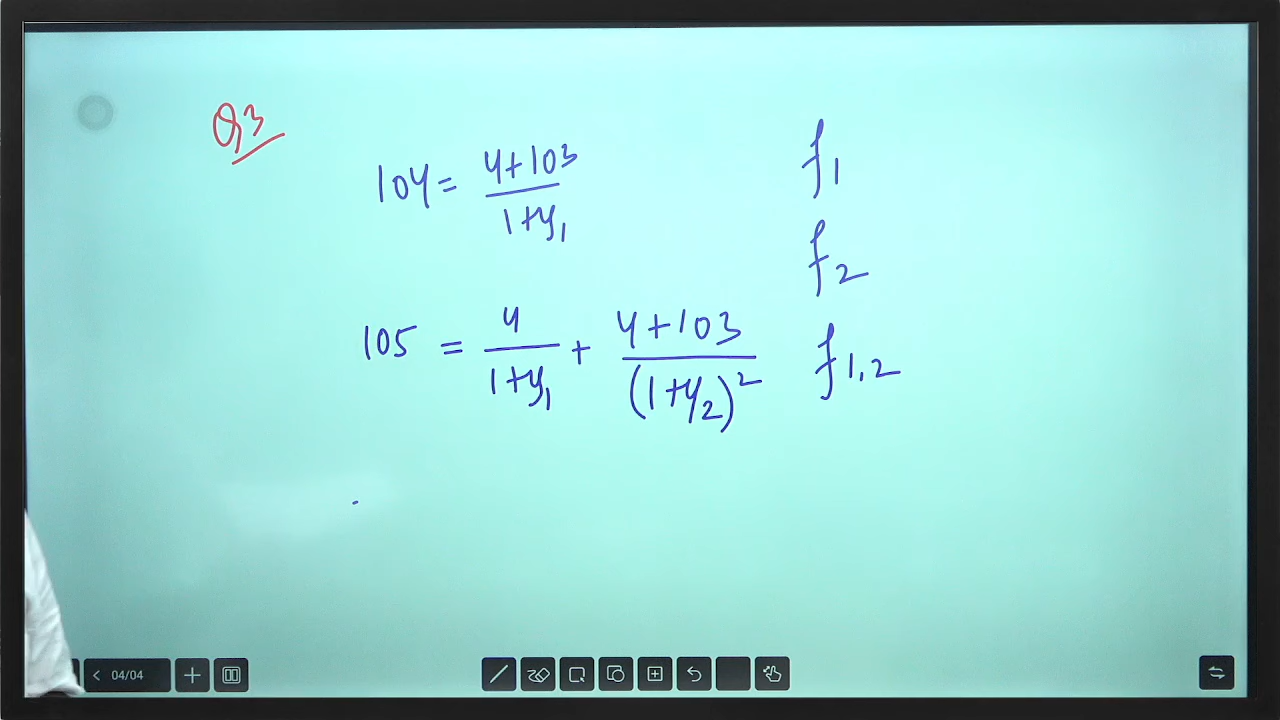 Q3
104 = (4+103)/(1+y₁)
f₁
f₂
105 = 4/(1+y₁) + (4+103)/(1+y₂)²
f₁,₂
< 04/04